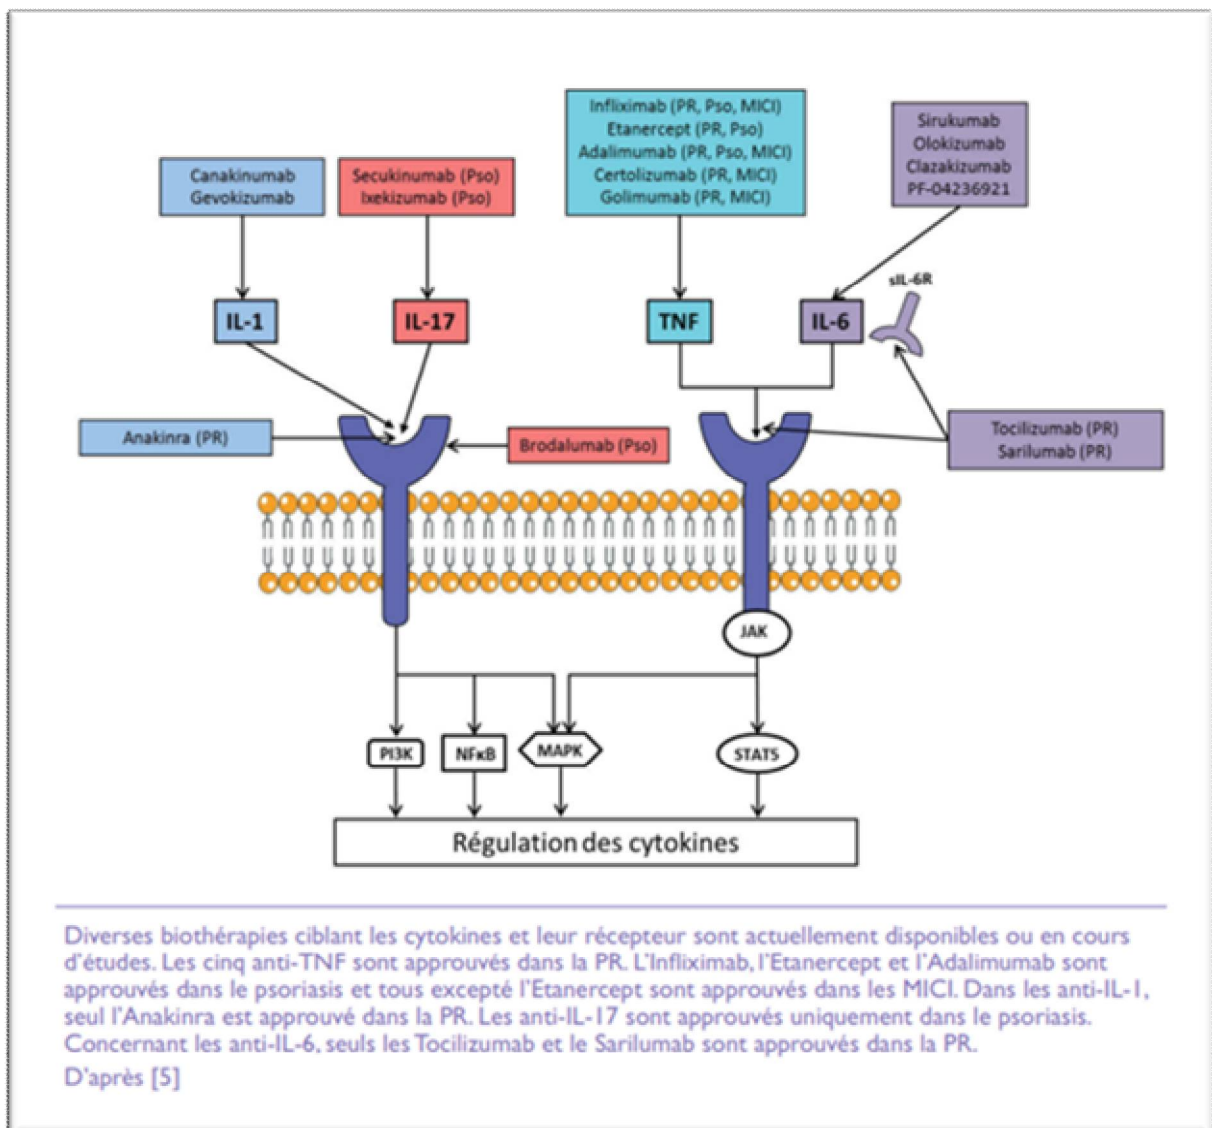 Infliximab (PR, Pso, MICI)
Etanercept (PR, Pso)
Adalimumab (PR, Pso, MICI)
Certolizumab (PR, MICI)
Golimumab (PR, MICI)
Sirukumab
Olokizumab
Clazakizumab
PF-04236921
Canakinumab
Gevokizumab
Secukinumab (Pso)
Ixekizumab (Pso)
sIL-6R
IL-1
IL-17
TNF
IL-6
Anakinra (PR)
Brodalumab (Pso)
Tocilizumab (PR)
Sarilumab (PR)
JAK
PI3K
NFκB
MAPK
STATS
Régulation des cytokines
Diverses biothérapies ciblant les cytokines et leur récepteur sont actuellement disponibles ou en cours
d'études. Les cinq anti-TNF sont approuvés dans la PR. L'Infliximab, l'Etanercept et l'Adalimumab sont
approuvés dans le psoriasis et tous excepté l'Etanercept sont approuvés dans les MICI. Dans les anti-IL-1,
seul l'Anakinra est approuvé dans la PR. Les anti-IL-17 sont approuvés uniquement dans le psoriasis.
Concernant les anti-IL-6, seuls les Tocilizumab et le Sarilumab sont approuvés dans la PR.
D'après [5]